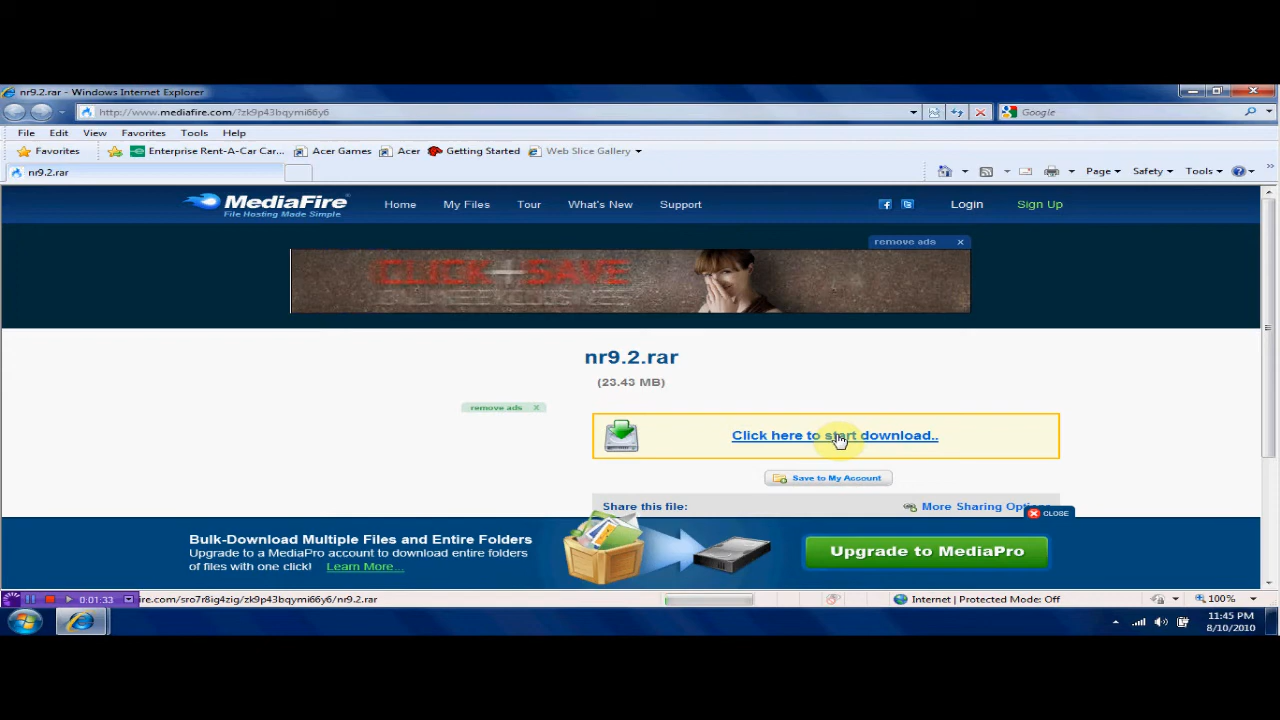 nr9.2.rar - Windows Internet Explorer
http://www.mediafire.com/?zk9p43bqymi66y6
Google
File Edit View Favorites Tools Help
Favorites Enterprise Rent-A-Car Car... Acer Games Acer Getting Started Web Slice Gallery
nr9.2.rar
Page Safety Tools
MediaFire
File Hosting Made Simple
Home My Files Tour What's New Support Login Sign Up
remove ads x
CLICK + SAVE
nr9.2.rar
(23.43 MB)
remove ads x
Click here to start download..
Save to My Account
Share this file: More Sharing Options
CLOSE
Bulk-Download Multiple Files and Entire Folders
Upgrade to a MediaPro account to download entire folders
of files with one click! Learn More...
Upgrade to MediaPro
0:01:33 ire.com/sro7r8ig4zig/zk9p43bqymi66y6/nr9.2.rar Internet | Protected Mode: Off 100%
11:45 PM
8/10/2010